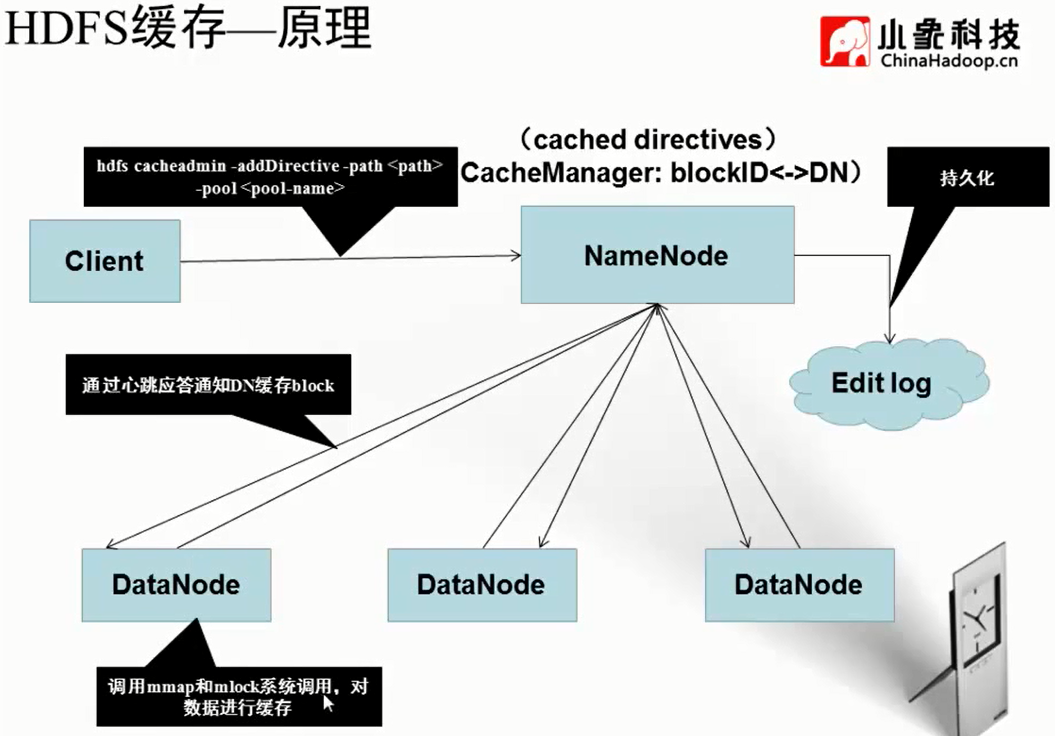 HDFS缓存—原理
小象科技
ChinaHadoop.cn
（cached directives）
CacheManager: blockID<->DN）
hdfs cacheadmin -addDirective -path <path>
-pool <pool-name>
持久化
Client
NameNode
Edit log
通过心跳应答通知DN缓存block
DataNode
DataNode
DataNode
调用mmap和mlock系统调用，对
数据进行缓存